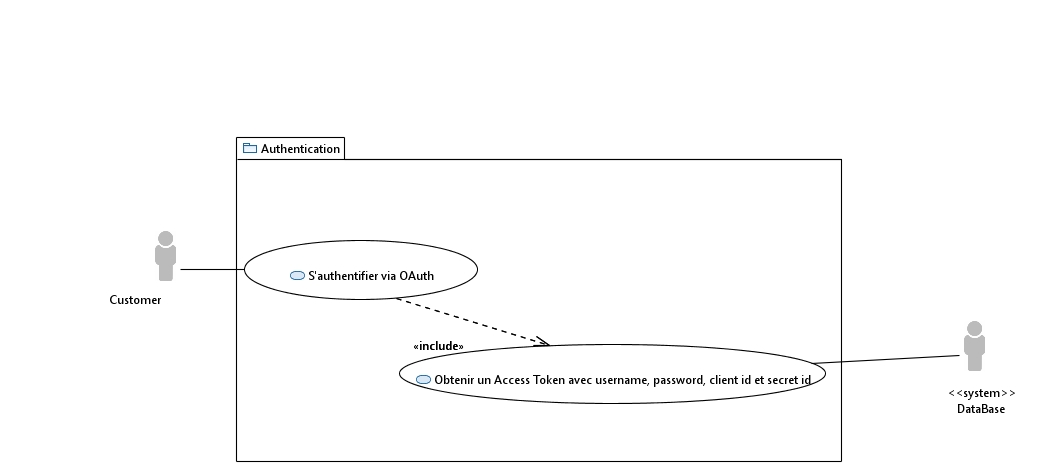 Authentication
S'authentifier via OAuth
Customer
«include»
Obtenir un Access Token avec username, password, client id et secret id
<<system>>
DataBase